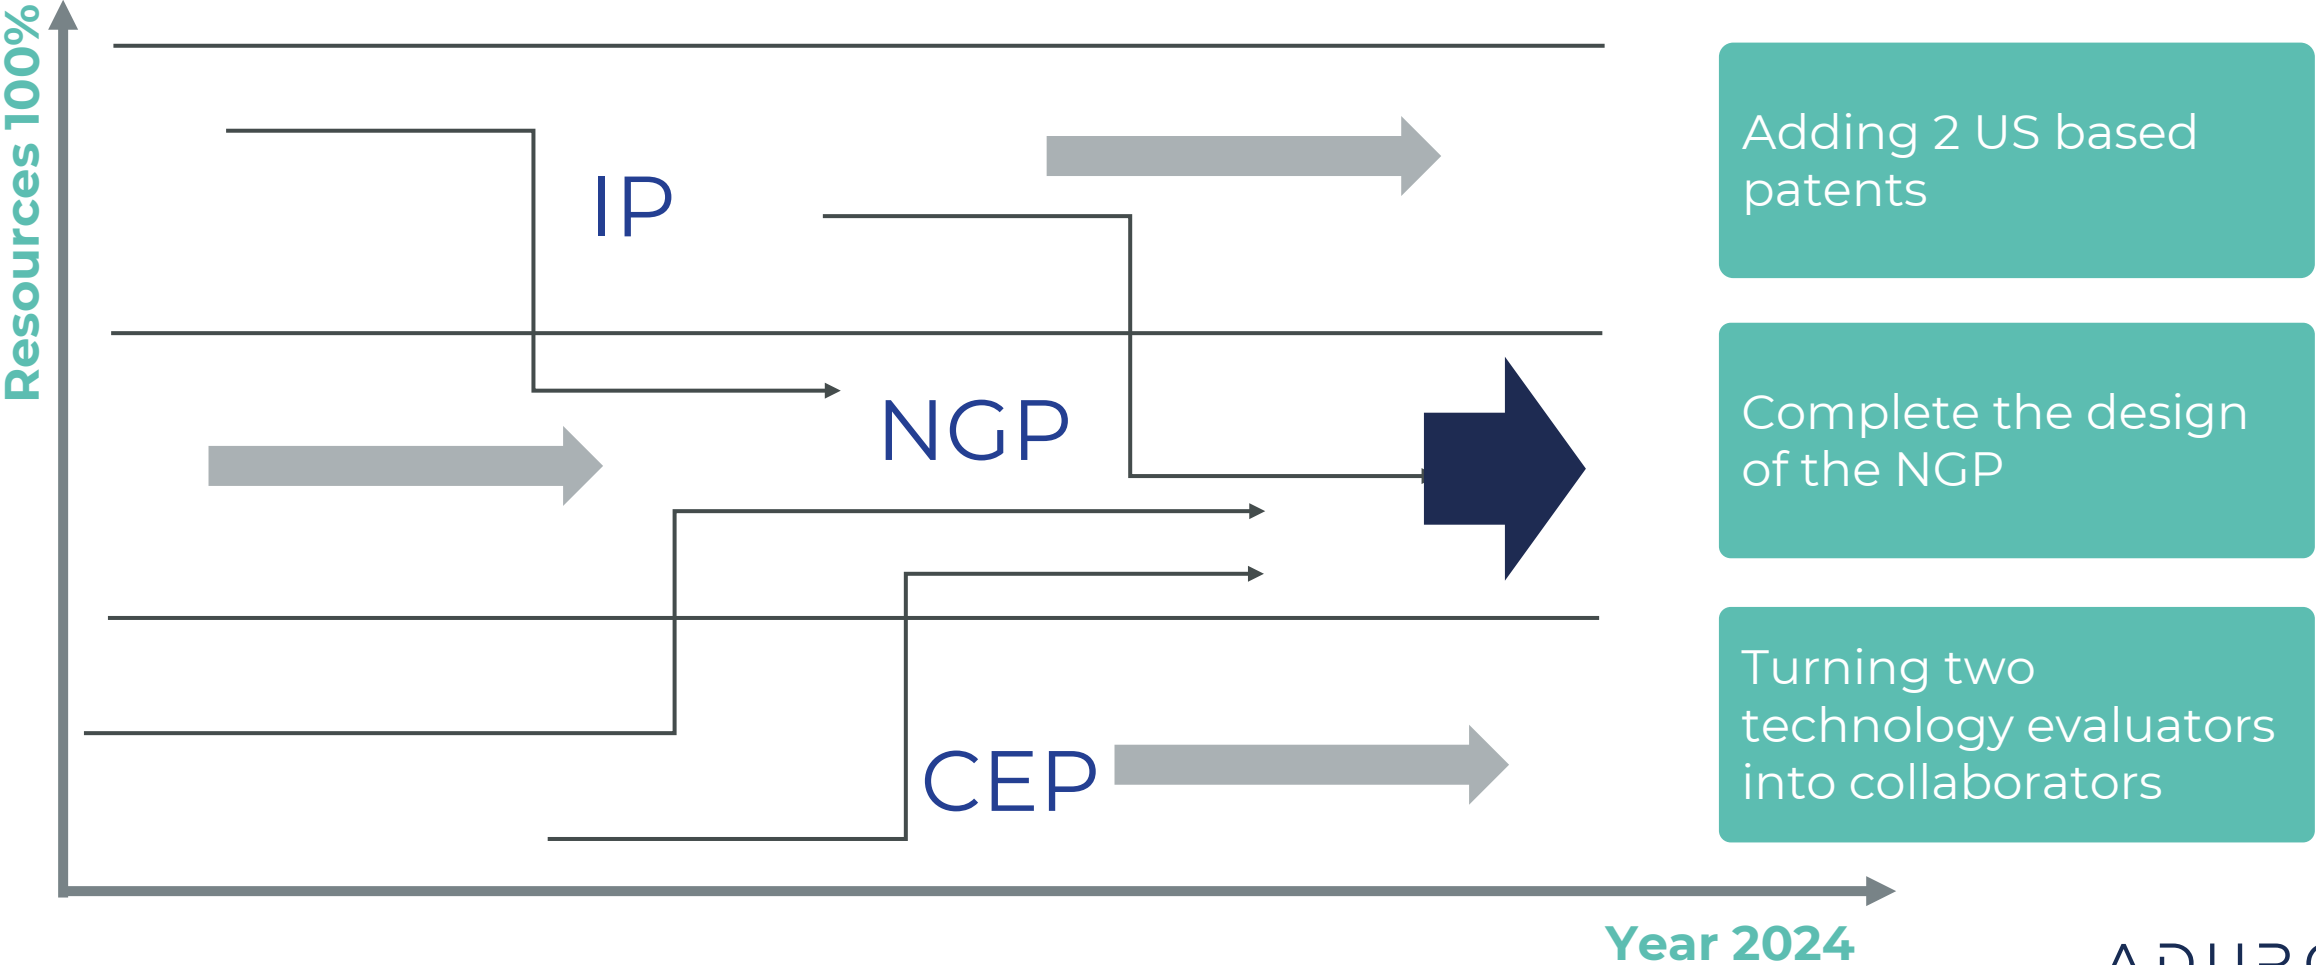 Resources 100%
IP
Adding 2 US based
patents
NGP
Complete the design
of the NGP
CEP
Turning two
technology evaluators
into collaborators
Year 2024